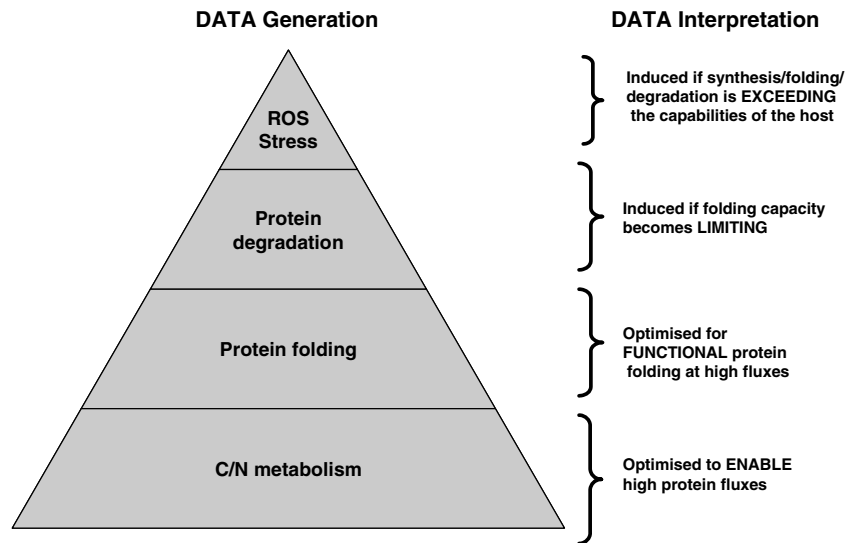 DATA Generation
DATA Interpretation
ROS
Stress
Induced if synthesis/folding/
degradation is EXCEEDING
the capabilities of the host
Protein
degradation
Induced if folding capacity
becomes LIMITING
Protein folding
Optimised for
FUNCTIONAL protein
folding at high fluxes
C/N metabolism
Optimised to ENABLE
high protein fluxes